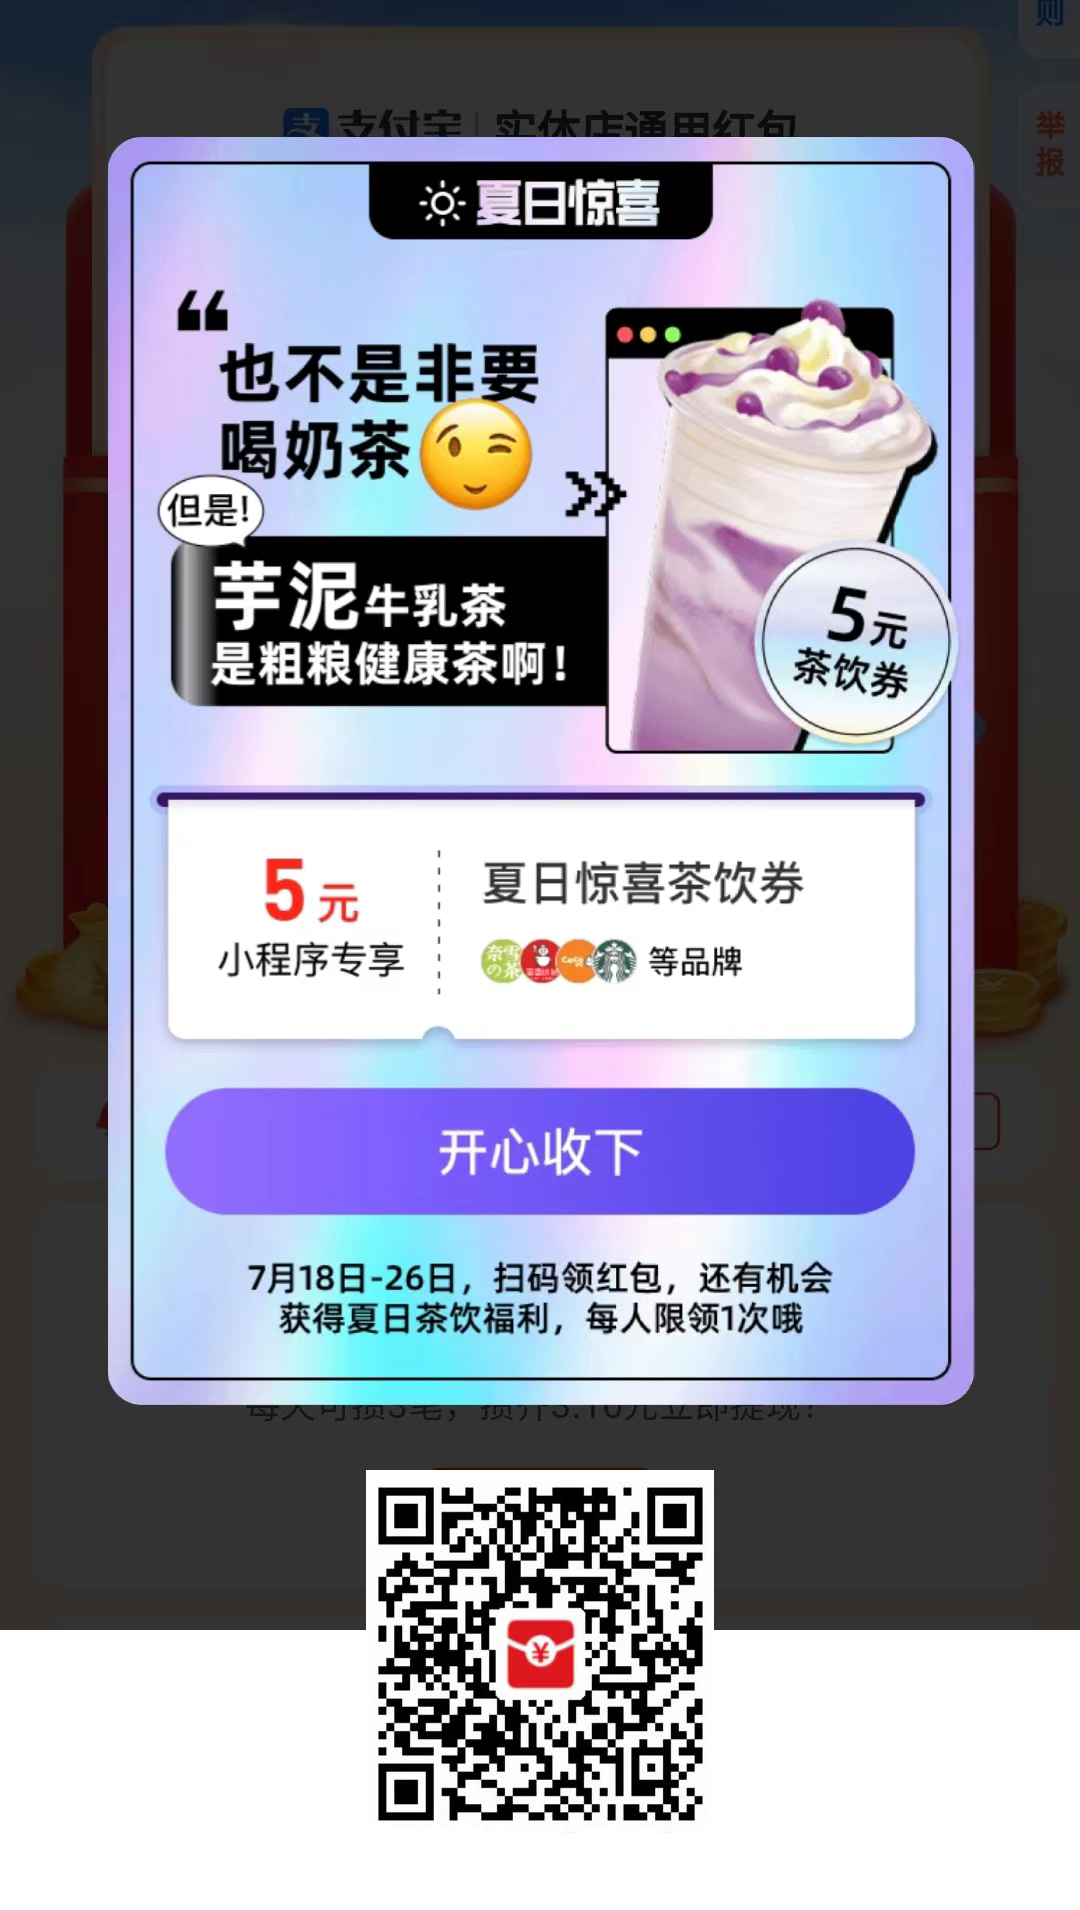 则
举报
支付宝 | 实体店通用红包
夏日惊喜
“
也不是非要
喝奶茶
但是!
芋泥牛乳茶
是粗粮健康茶啊!
5元
茶饮券
5元
小程序专享
夏日惊喜茶饮券
奈雪の茶
等品牌
开心收下
7月18日-26日，扫码领红包，还有机会
获得夏日茶饮福利，每人限领1次哦